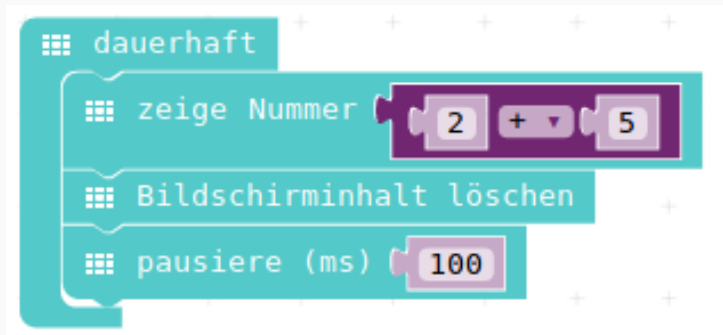 dauerhaft
zeige Nummer 2 + 5
Bildschirminhalt löschen
pausiere (ms) 100